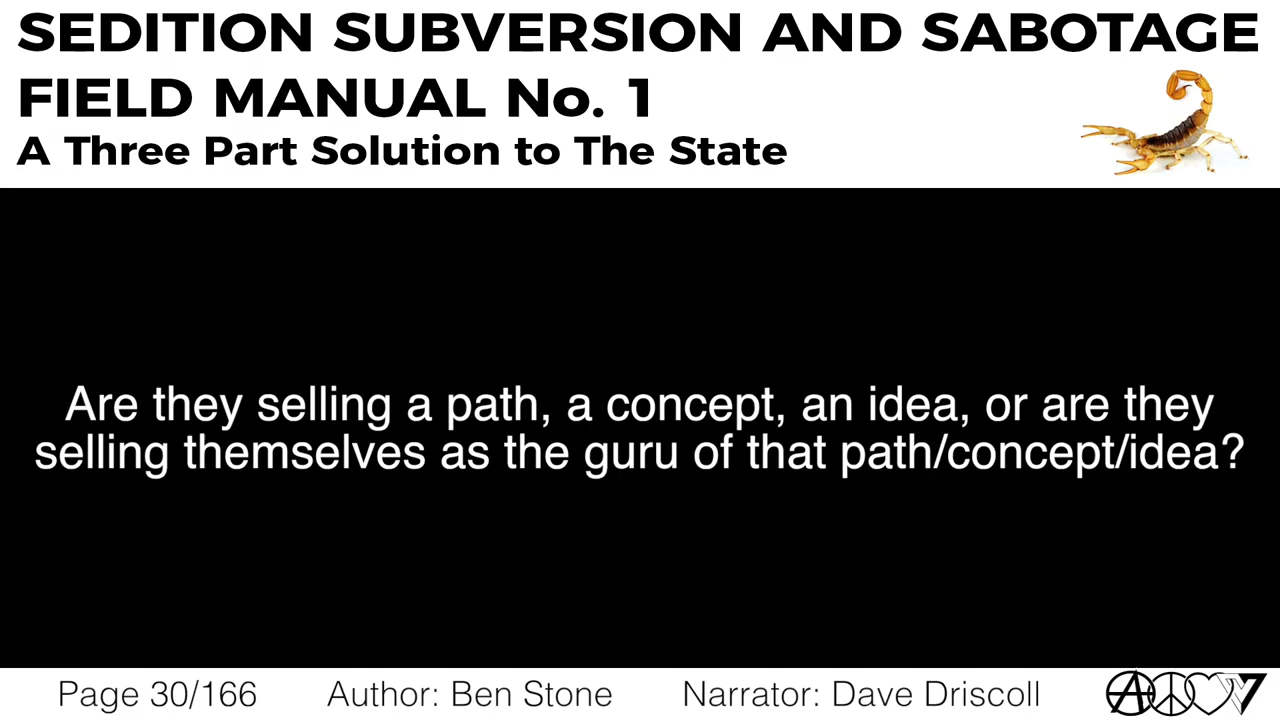 SEDITION SUBVERSION AND SABOTAGE
FIELD MANUAL No. 1
A Three Part Solution to The State
Are they selling a path, a concept, an idea, or are they
selling themselves as the guru of that path/concept/idea?
Page 30/166 Author: Ben Stone Narrator: Dave Driscoll